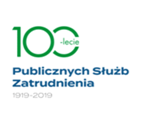 100-lecie
Publicznych Służb
Zatrudnienia
1919-2019